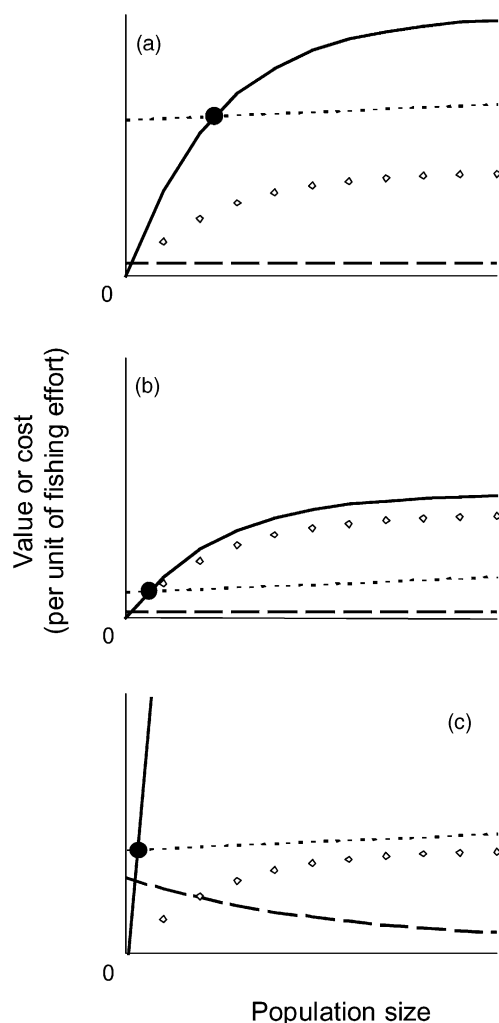 (a)
0
(b)
Value or cost
(per unit of fishing effort)
0
(c)
0
Population size